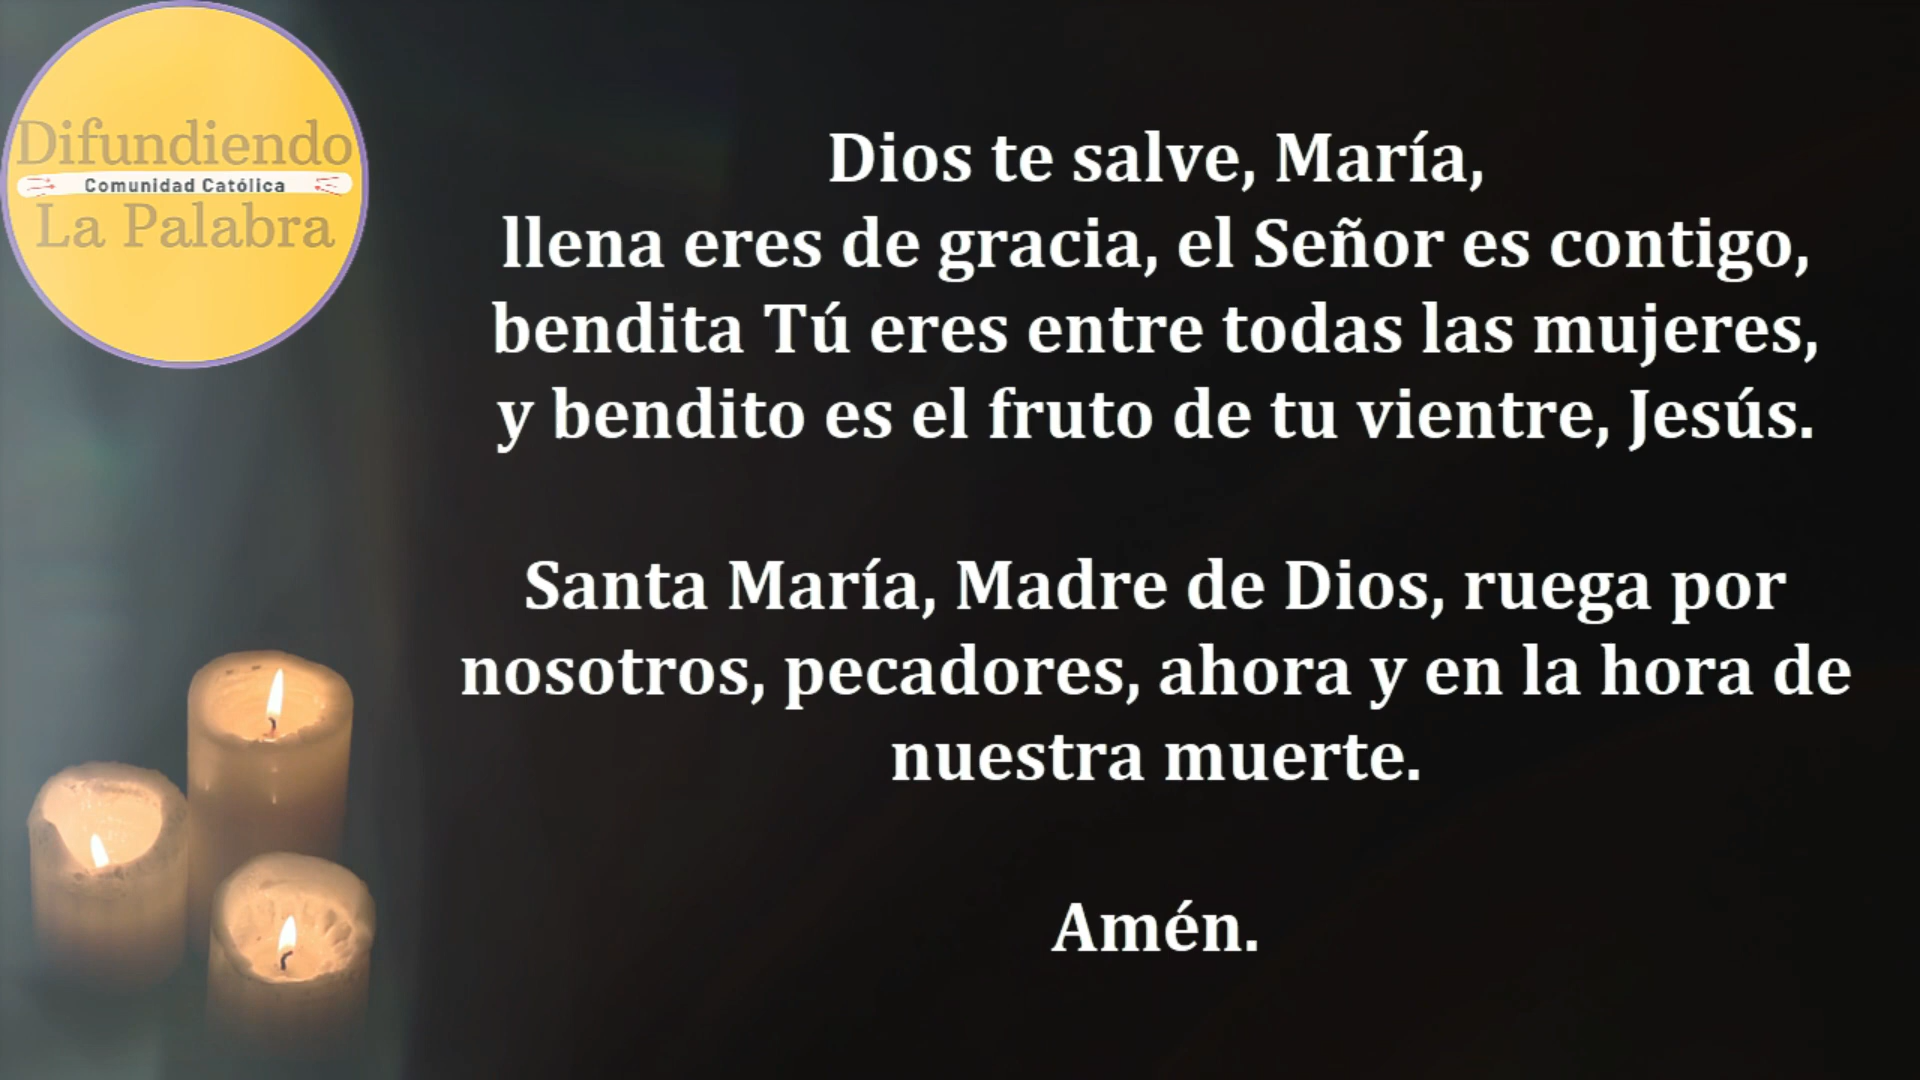 Difundiendo
Comunidad Católica
La Palabra
Dios te salve, María,
llena eres de gracia, el Señor es contigo,
bendita Tú eres entre todas las mujeres,
y bendito es el fruto de tu vientre, Jesús.
Santa María, Madre de Dios, ruega por
nosotros, pecadores, ahora y en la hora de
nuestra muerte.
Amén.